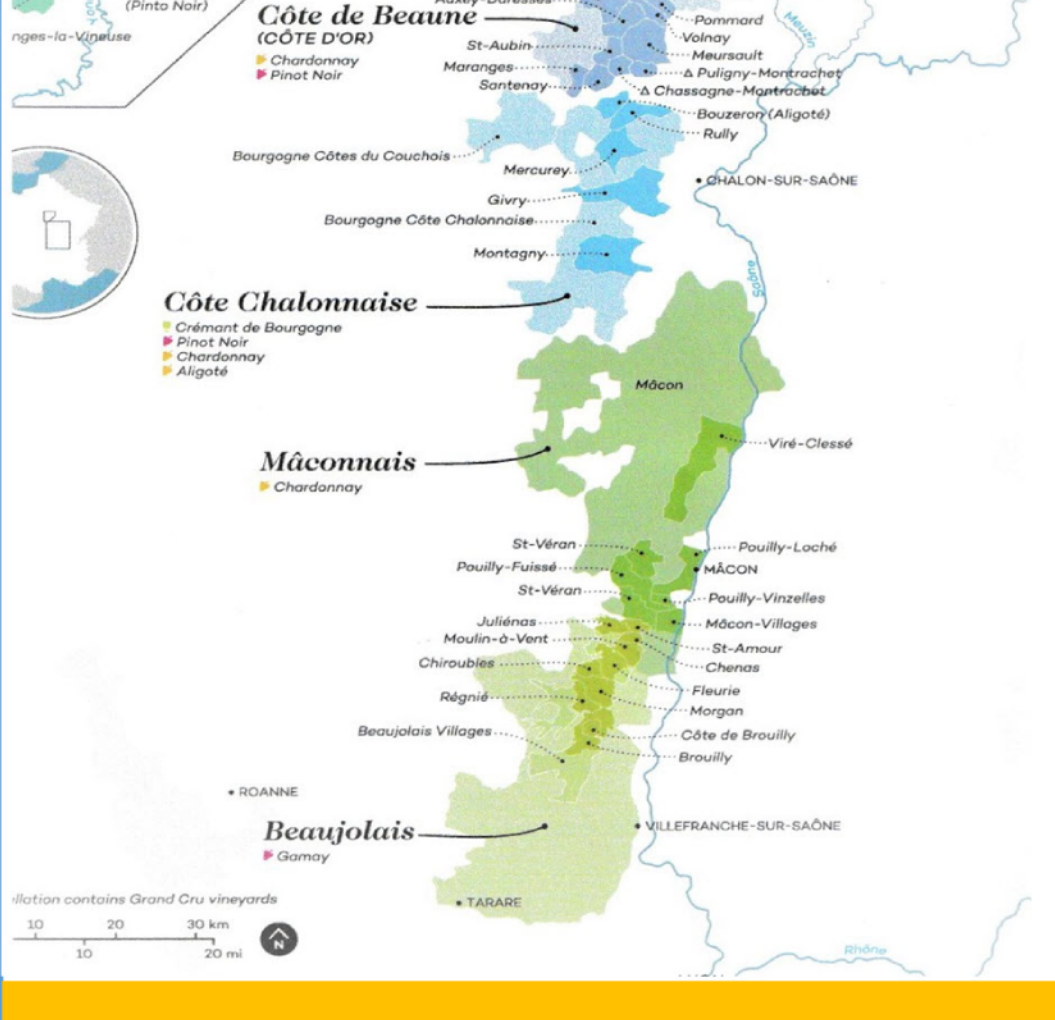 (Pinto Noir)
nges-la-Vineuse
Auxey-Duresses
Côte de Beaune
(CÔTE D'OR)
Chardonnay
Pinot Noir
Pommard
Volnay
Meursault
St-Aubin
Maranges
Santenay
Δ Puligny-Montrachet
Δ Chassagne-Montrachet
Meuzin
Bouzeron (Aligoté)
Rully
Bourgogne Côtes du Couchois
Mercurey
CHALON-SUR-SAÔNE
Givry
Bourgogne Côte Chalonnaise
Montagny
Saône
Côte Chalonnaise
Crémant de Bourgogne
Pinot Noir
Chardonnay
Aligoté
Mâcon
Viré-Clessé
Mâconnais
Chardonnay
St-Véran
Pouilly-Loché
Pouilly-Fuissé
MÂCON
St-Véran
Pouilly-Vinzelles
Juliénas
Mâcon-Villages
Moulin-à-Vent
St-Amour
Chiroubles
Chenas
Fleurie
Régnié
Morgan
Beaujolais Villages
Côte de Brouilly
Brouilly
ROANNE
Beaujolais
Gamay
VILLEFRANCHE-SUR-SAÔNE
TARARE
ellation contains Grand Cru vineyards
10 20 30 km
10 20 mi
N
Rhône